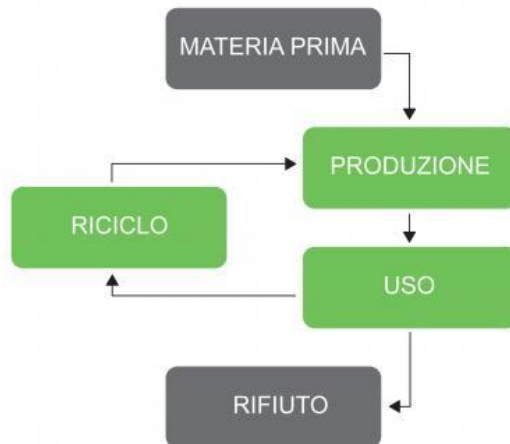 MATERIA PRIMA
PRODUZIONE
RICICLO
USO
RIFIUTO